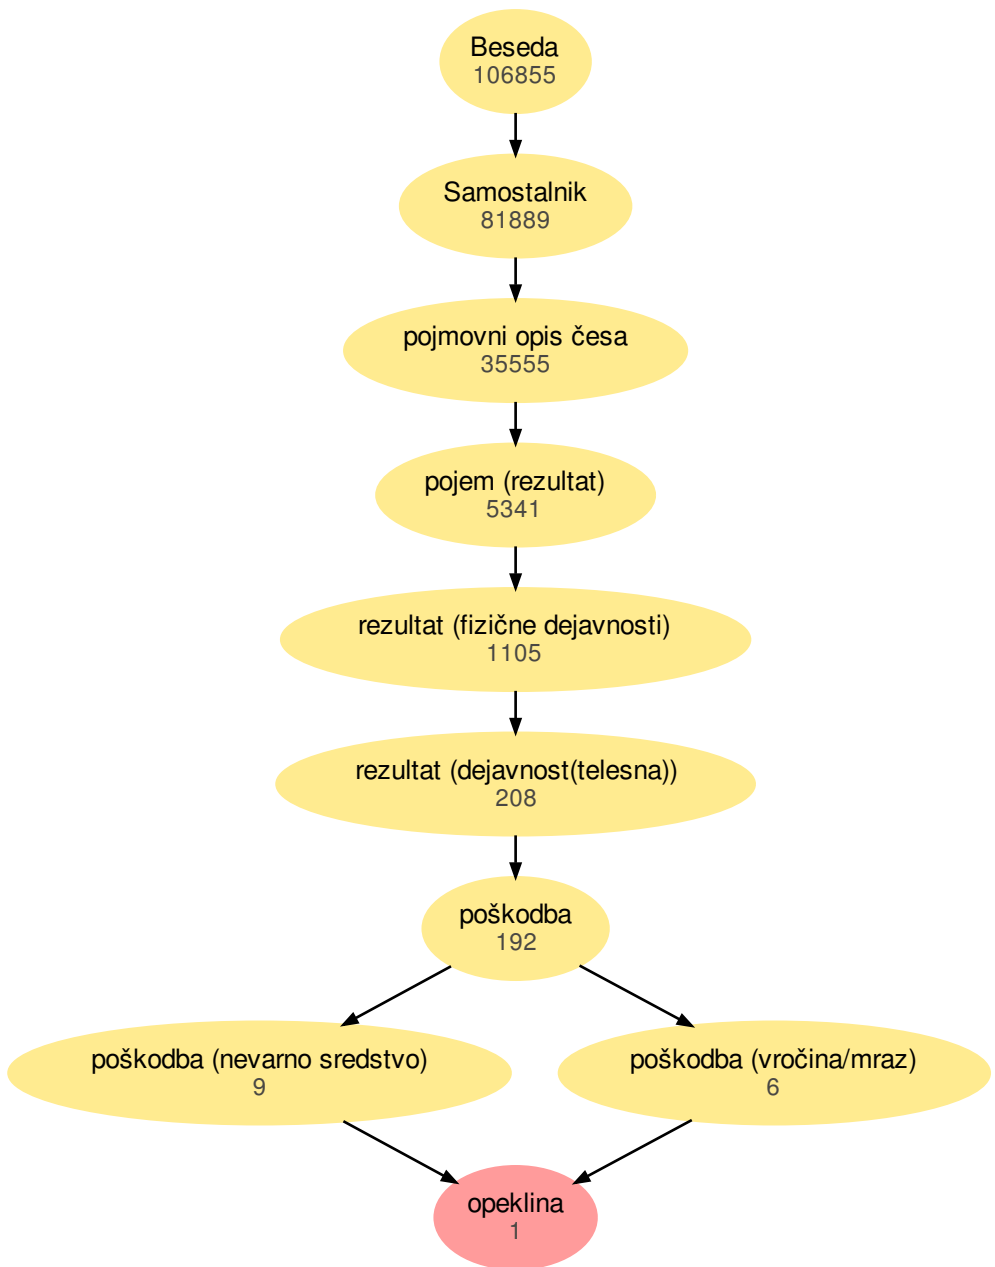 Beseda
106855
Samostalnik
81889
pojmovni opis česa
35555
pojem (rezultat)
5341
rezultat (fizične dejavnosti)
1105
rezultat (dejavnost(telesna))
208
poškodba
192
poškodba (nevarno sredstvo)
9
poškodba (vročina/mraz)
6
opeklina
1